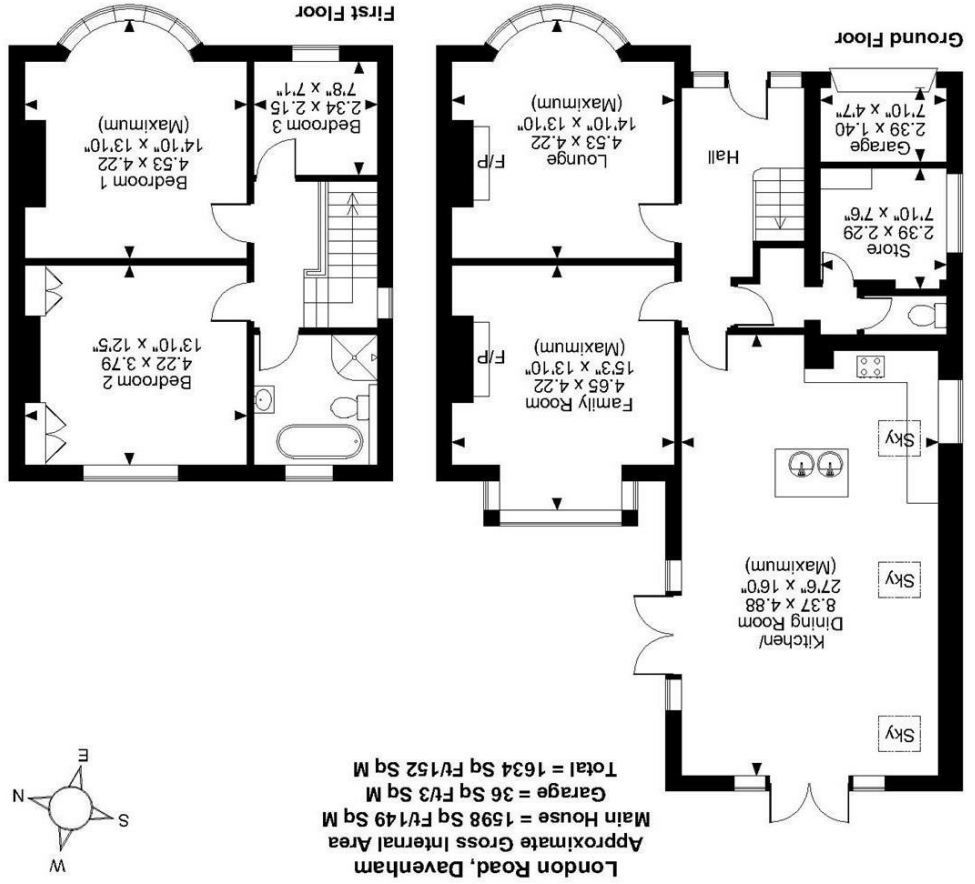 London Road, Davenham
Approximate Gross Internal Area
Main House = 1598 Sq Ft/149 Sq M
Garage = 36 Sq Ft/3 Sq M
Total = 1634 Sq Ft/152 Sq M
W
S
N
E
Sky
Kitchen/
Dining Room
8.37 x 4.88
27'6" x 16'0"
(Maximum)
Sky
Sky
Family Room
4.65 x 4.22
15'3" x 13'10"
(Maximum)
F/P
Store
2.39 x 2.29
7'10" x 7'6"
Garage
2.39 x 1.40
7'10" x 4'7"
Hall
Lounge
4.53 x 4.22
14'10" x 13'10"
(Maximum)
F/P
Ground Floor
Bedroom 2
4.22 x 3.79
13'10" x 12'5"
Bedroom 3
2.34 x 2.15
7'8" x 7'1"
Bedroom 1
4.53 x 4.22
14'10" x 13'10"
(Maximum)
First Floor